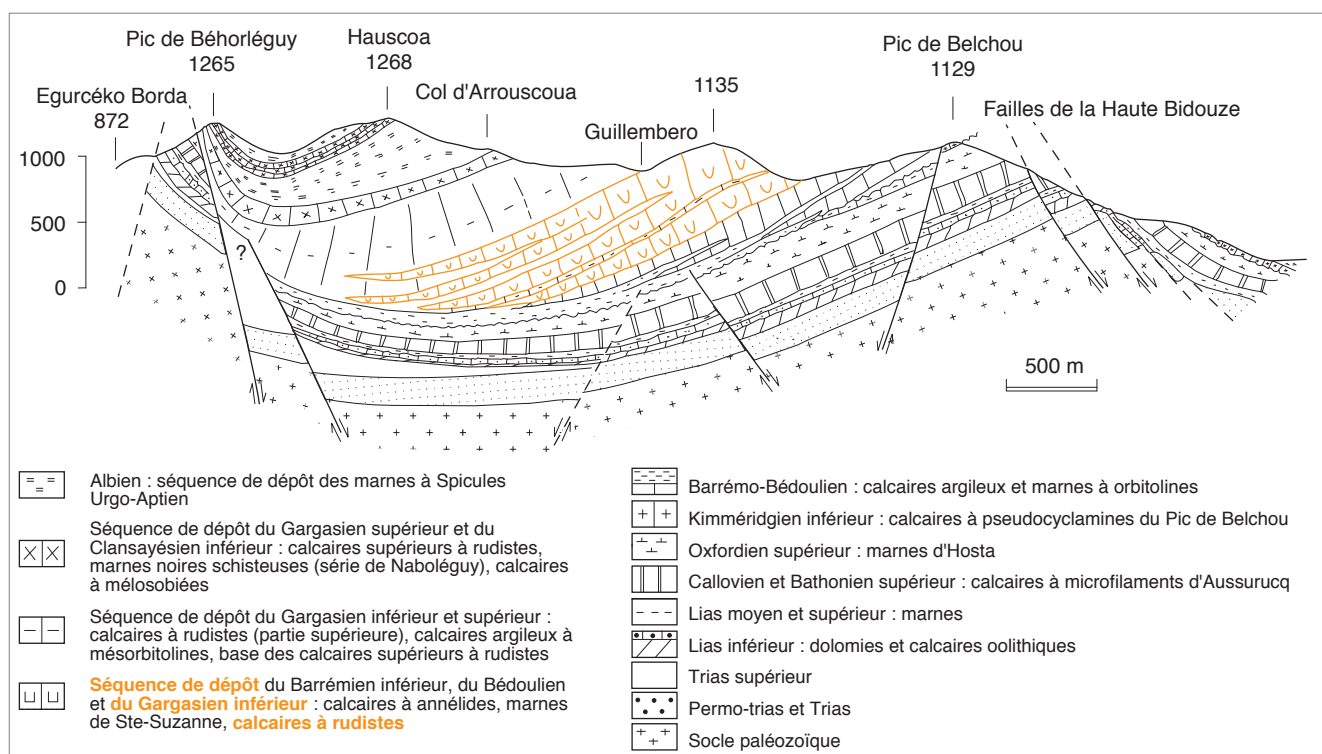 Pic de Béhorléguy
1265
Hauscoa
1268
Pic de Belchou
1129
Egurcéko Borda
872
Col d'Arrouscoua
1135
Guillembero
Failles de la Haute Bidouze
1000
500
0
?
500 m
Albien : séquence de dépôt des marnes à Spicules
Urgo-Aptien
Séquence de dépôt du Gargasien supérieur et du
Clansayésien inférieur : calcaires supérieurs à rudistes,
marnes noires schisteuses (série de Naboléguy), calcaires
à mélosobiées
Séquence de dépôt du Gargasien inférieur et supérieur :
calcaires à rudistes (partie supérieure), calcaires argileux à
mésorbitolines, base des calcaires supérieurs à rudistes
Séquence de dépôt du Barrémien inférieur, du Bédoulien
et du Gargasien inférieur : calcaires à annélides, marnes
de Ste-Suzanne, calcaires à rudistes
Barrémo-Bédoulien : calcaires argileux et marnes à orbitolines
Kimméridgien inférieur : calcaires à pseudocyclamines du Pic de Belchou
Oxfordien supérieur : marnes d'Hosta
Callovien et Bathonien supérieur : calcaires à microfilaments d'Aussurucq
Lias moyen et supérieur : marnes
Lias inférieur : dolomies et calcaires oolithiques
Trias supérieur
Permo-trias et Trias
Socle paléozoïque